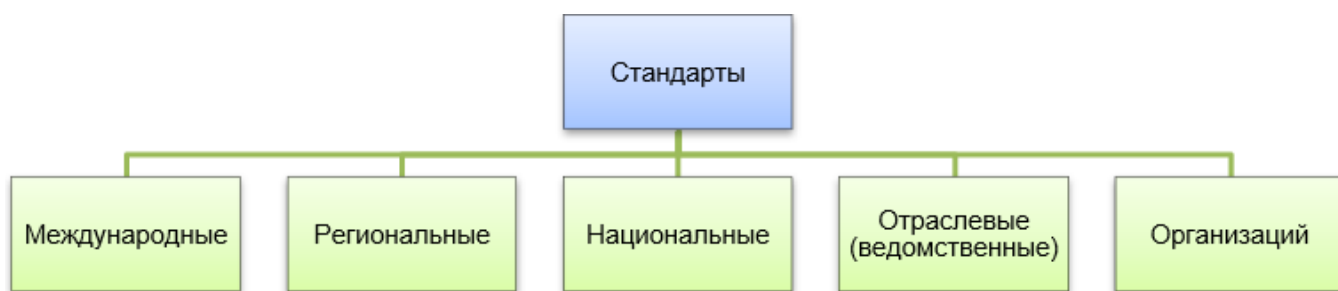 Стандарты
Международные
Региональные
Национальные
Отраслевые
(ведомственные)
Организаций